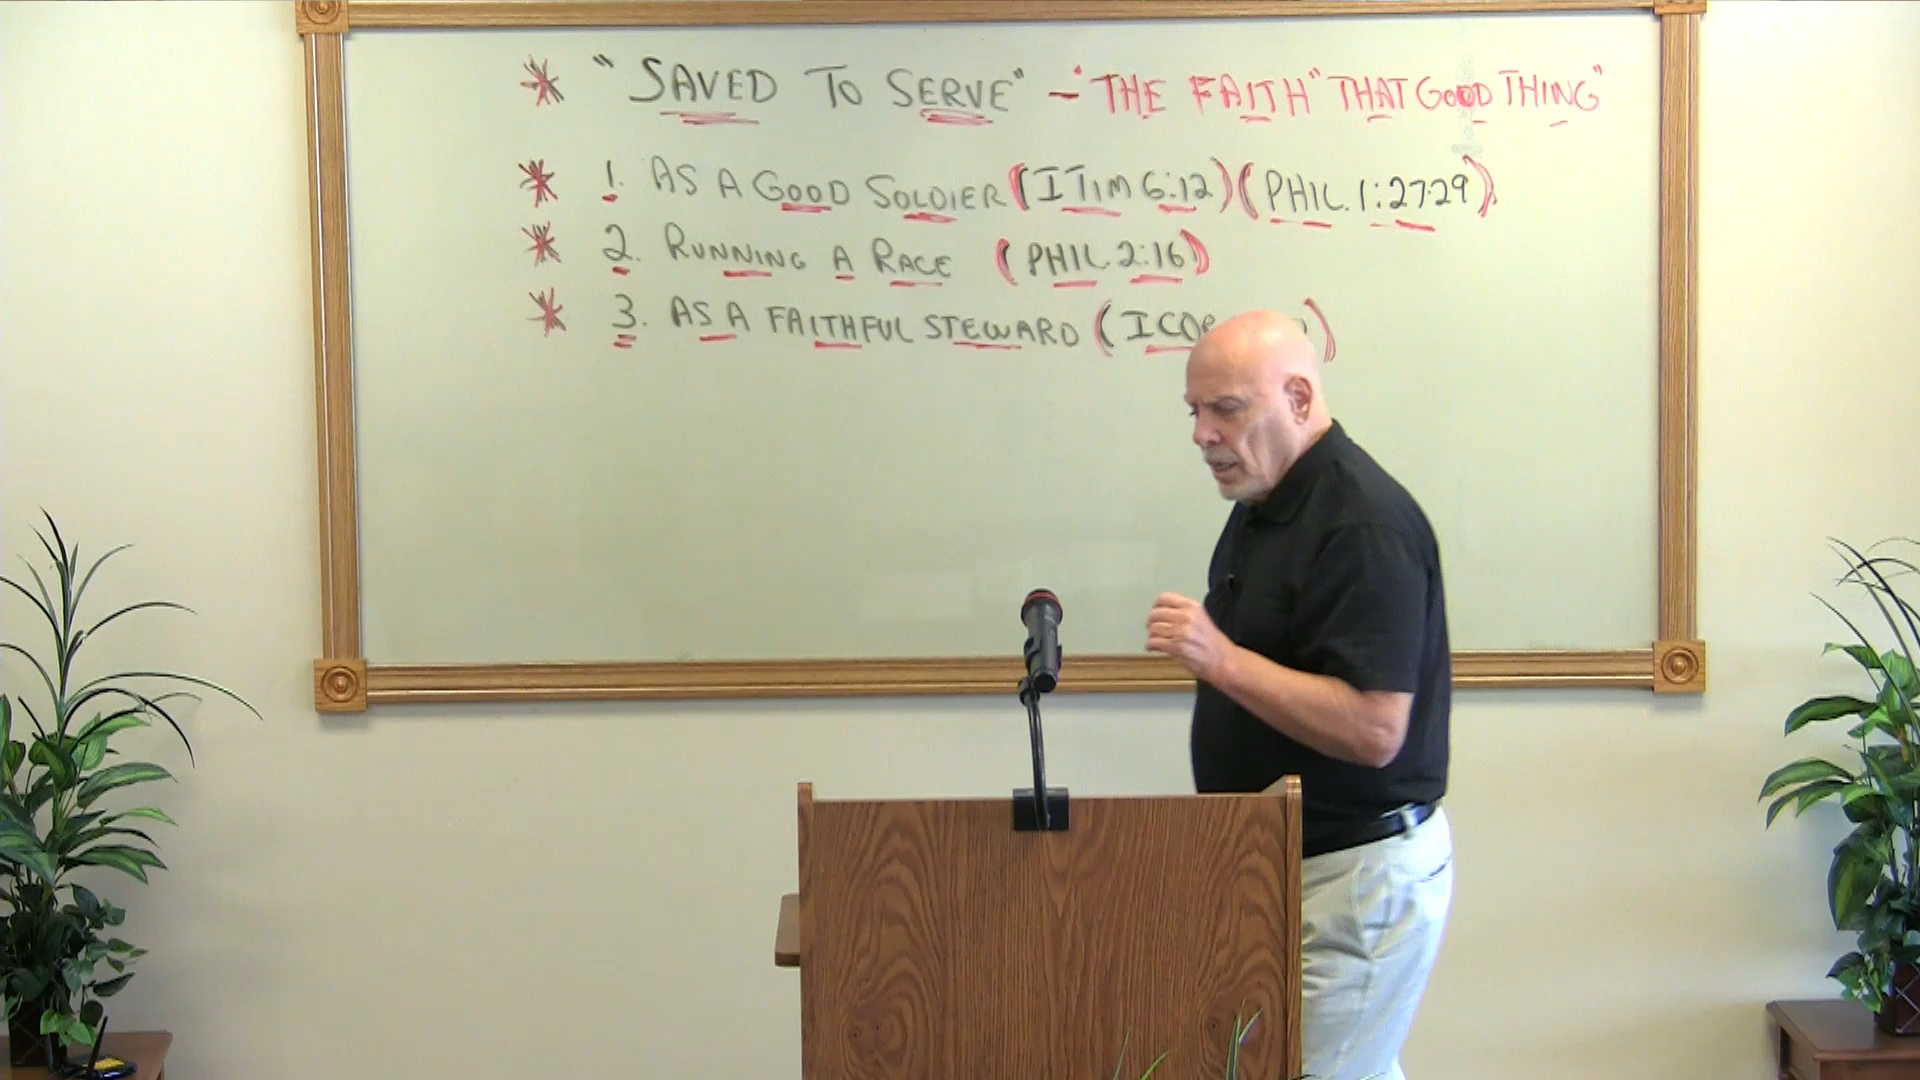 * "SAVED TO SERVE" - "THE FAITH" "THAT GOOD THING"
* 1. AS A GOOD SOLDIER (I TIM 6:12) (PHIL. 1:27-29)
* 2. RUNNING A RACE (PHIL 2:16)
* 3. AS A FAITHFUL STEWARD (I COR )